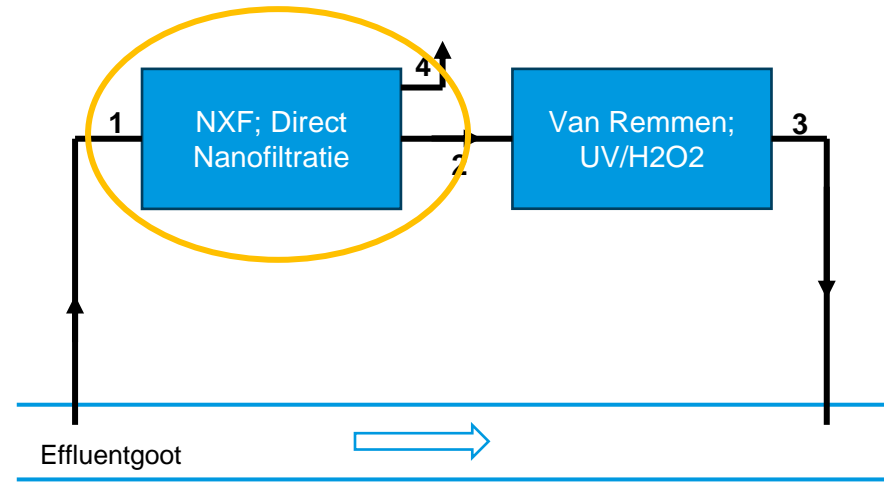 4
1
NXF; Direct
Nanofiltratie
2
Van Remmen;
UV/H2O2
3
Effluentgoot